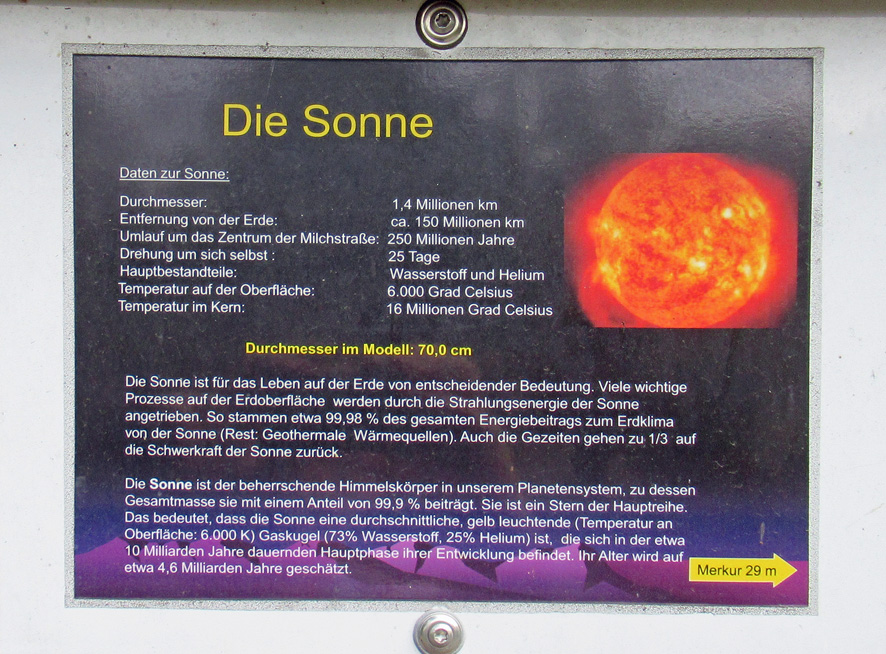 Die Sonne
Daten zur Sonne:
Durchmesser: 1,4 Millionen km
Entfernung von der Erde: ca. 150 Millionen km
Umlauf um das Zentrum der Milchstraße: 250 Millionen Jahre
Drehung um sich selbst : 25 Tage
Hauptbestandteile: Wasserstoff und Helium
Temperatur auf der Oberfläche: 6.000 Grad Celsius
Temperatur im Kern: 16 Millionen Grad Celsius
Durchmesser im Modell: 70,0 cm
Die Sonne ist für das Leben auf der Erde von entscheidender Bedeutung. Viele wichtige
Prozesse auf der Erdoberfläche werden durch die Strahlungsenergie der Sonne
angetrieben. So stammen etwa 99,98 % des gesamten Energiebeitrags zum Erdklima
von der Sonne (Rest: Geothermale Wärmequellen). Auch die Gezeiten gehen zu 1/3 auf
die Schwerkraft der Sonne zurück.
Die Sonne ist der beherrschende Himmelskörper in unserem Planetensystem, zu dessen
Gesamtmasse sie mit einem Anteil von 99,9 % beiträgt. Sie ist ein Stern der Hauptreihe.
Das bedeutet, dass die Sonne eine durchschnittliche, gelb leuchtende (Temperatur an
Oberfläche: 6.000 K) Gaskugel (73% Wasserstoff, 25% Helium) ist, die sich in der etwa
10 Milliarden Jahre dauernden Hauptphase ihrer Entwicklung befindet. Ihr Alter wird auf
etwa 4,6 Milliarden Jahre geschätzt.
Merkur 29 m